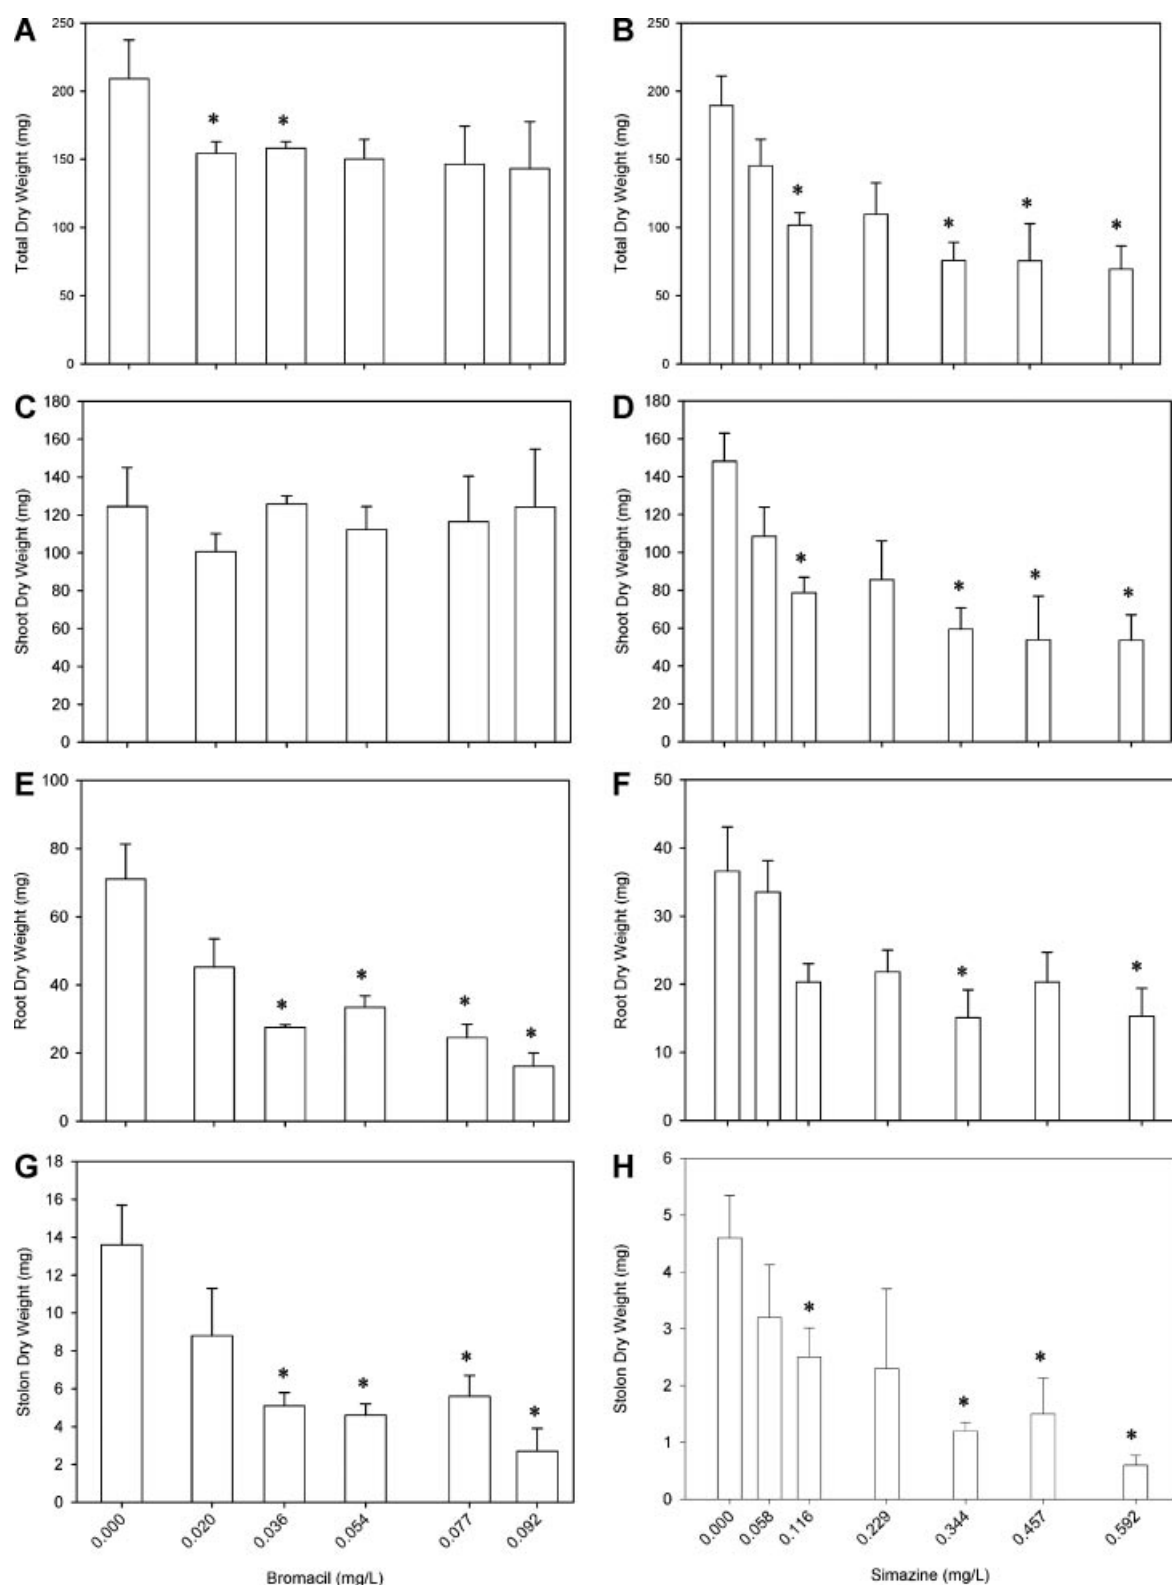 A
B
250
200
150
100
50
0
Total Dry Weight (mg)
* *
250
200
150
100
50
0
Total Dry Weight (mg)
* * * *
C
D
180
160
140
120
100
80
60
40
20
0
Shoot Dry Weight (mg)
180
160
140
120
100
80
60
40
20
0
Shoot Dry Weight (mg)
* * * *
E
F
100
80
60
40
20
0
Root Dry Weight (mg)
* * * *
50
40
30
20
10
0
Root Dry Weight (mg)
* *
G
H
18
16
14
12
10
8
6
4
2
0
Stolon Dry Weight (mg)
* * * *
0.000 0.020 0.036 0.054 0.077 0.092
Bromacil (mg/L)
6
5
4
3
2
1
0
Stolon Dry Weight (mg)
* * * *
0.000 0.058 0.116 0.229 0.344 0.457 0.592
Simazine (mg/L)